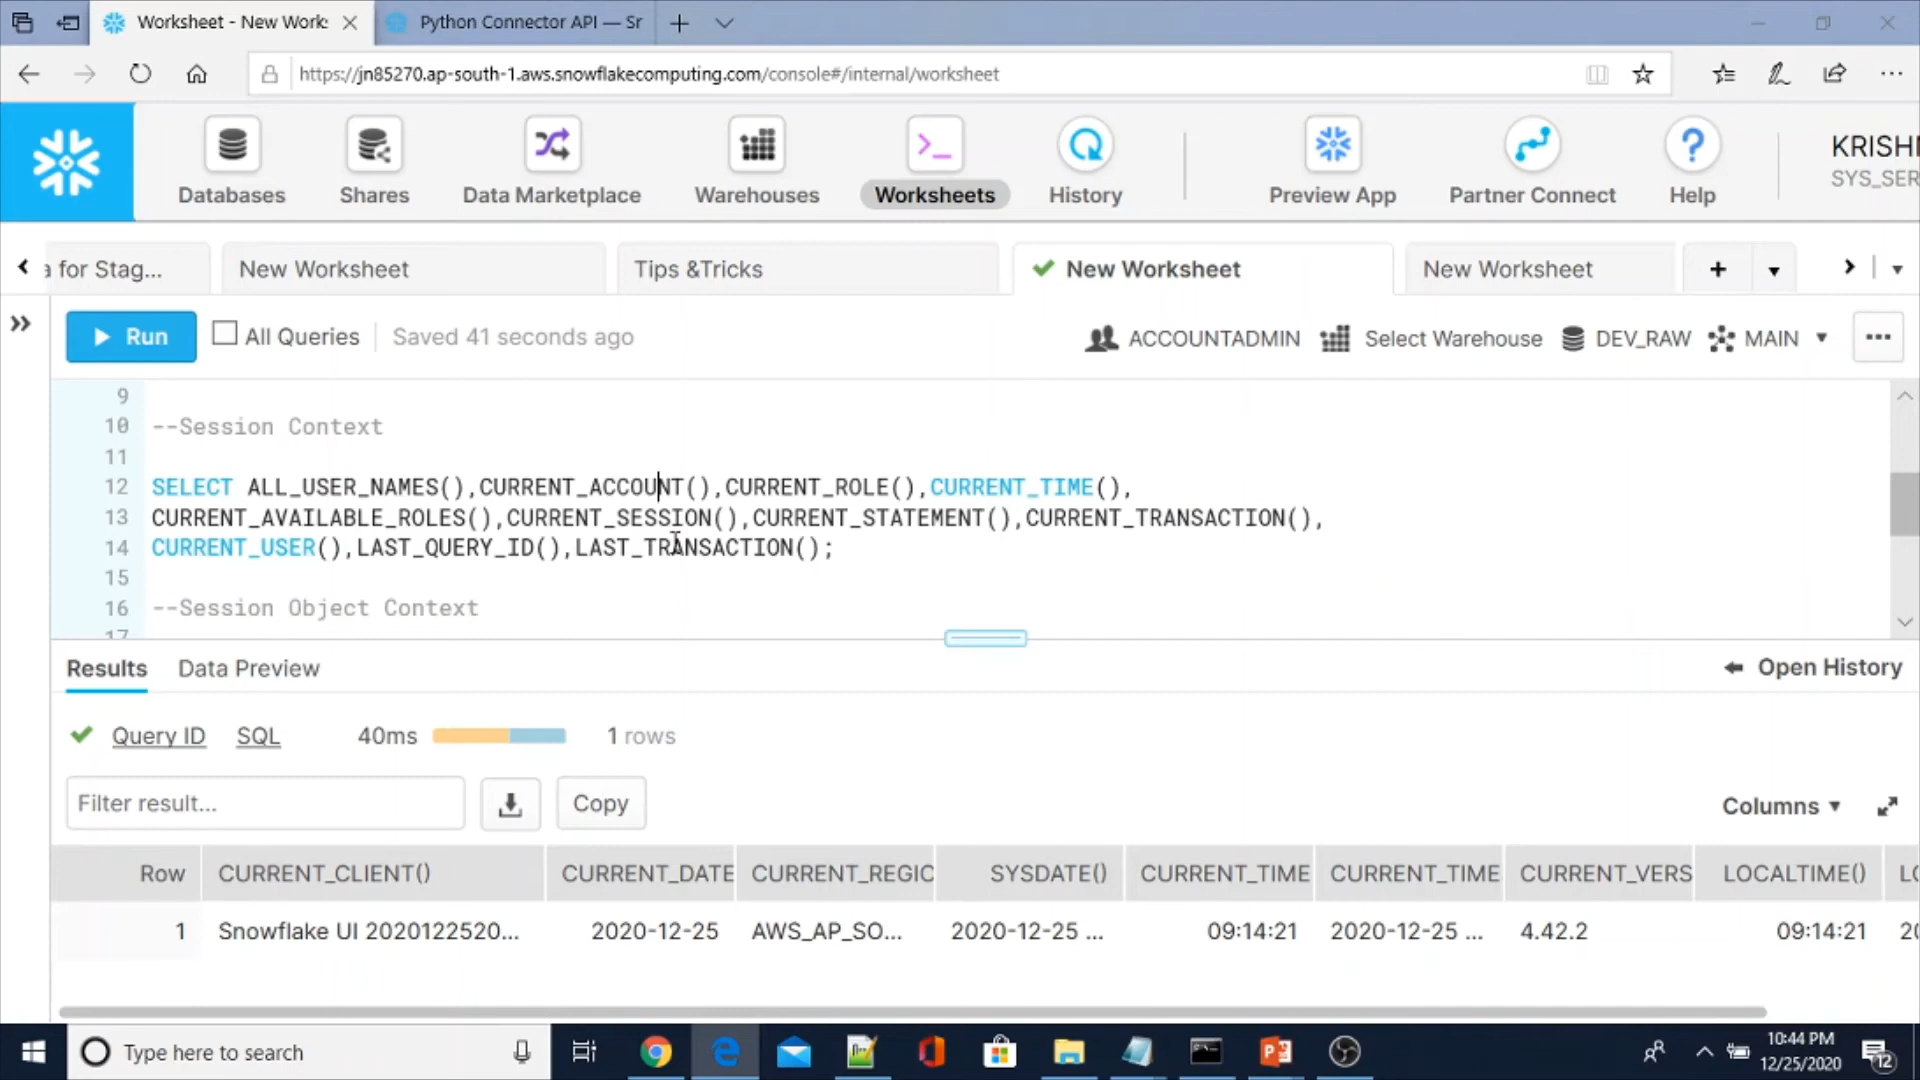 Worksheet - New Works
Python Connector API — Sr
https://jn85270.ap-south-1.aws.snowflakecomputing.com/console#/internal/worksheet
Databases
Shares
Data Marketplace
Warehouses
Worksheets
History
Preview App
Partner Connect
Help
KRISHN
SYS_SER
a for Stag...
New Worksheet
Tips &Tricks
New Worksheet
New Worksheet
Run
All Queries
Saved 41 seconds ago
ACCOUNTADMIN
Select Warehouse
DEV_RAW
MAIN
9
10 --Session Context
11
12 SELECT ALL_USER_NAMES(),CURRENT_ACCOUNT(),CURRENT_ROLE(),CURRENT_TIME(),
13 CURRENT_AVAILABLE_ROLES(),CURRENT_SESSION(),CURRENT_STATEMENT(),CURRENT_TRANSACTION(),
14 CURRENT_USER(),LAST_QUERY_ID(),LAST_TRANSACTION();
15
16 --Session Object Context
17
Results
Data Preview
Open History
Query ID
SQL
40ms
1 rows
Filter result...
Copy
Columns
Row CURRENT_CLIENT() CURRENT_DATE CURRENT_REGIO SYSDATE() CURRENT_TIME CURRENT_TIME CURRENT_VERS LOCALTIME() LO
1 Snowflake UI 2020122520... 2020-12-25 AWS_AP_SO... 2020-12-25 ... 09:14:21 2020-12-25 ... 4.42.2 09:14:21 20
Type here to search
10:44 PM
12/25/2020
12